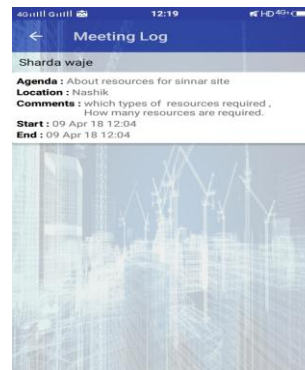 12:19
Meeting Log
Sharda waje
Agenda : About resources for sinnar site
Location : Nashik
Comments : which types of resources required ,
How many resources are required.
Start : 09 Apr 18 12:04
End : 09 Apr 18 12:04